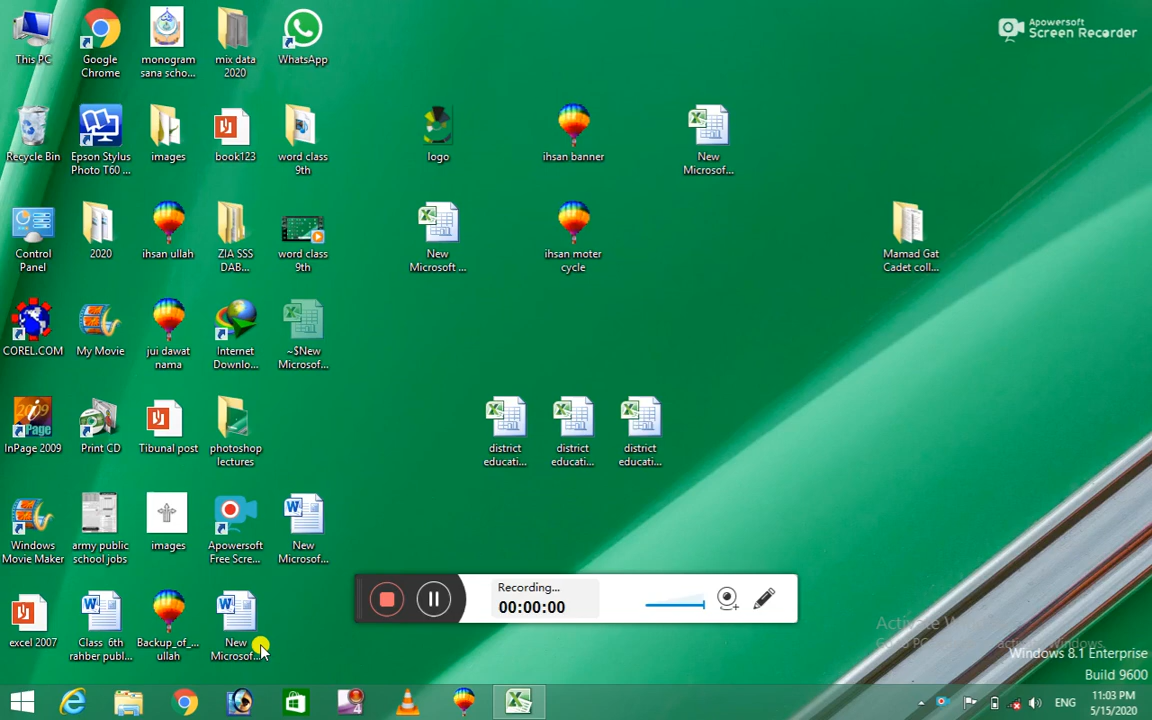 Apowersoft
Screen Recorder
This PC
Google
Chrome
monogram
sana scho...
mix data
2020
WhatsApp
Recycle Bin
Epson Stylus
Photo T60 ...
images
book123
word class
9th
logo
ihsan banner
New
Microsof...
Control
Panel
2020
ihsan ullah
ZIA SSS
DAB...
word class
9th
New
Microsoft ...
ihsan moter
cycle
Mamad Gat
Cadet coll...
COREL.COM
My Movie
jui dawat
nama
Internet
Downlo...
~$New
Microsof...
2009
InPage
InPage 2009
Print CD
Tibunal post
photoshop
lectures
district
educati...
district
educati...
district
educati...
Windows
Movie Maker
army public
school jobs
images
Apowersoft
Free Scre...
New
Microsof...
Recording...
00:00:00
excel 2007
Class 6th
rahber publ...
Backup_of_...
ullah
New
Microsof...
Activate W
Windows 8.1 Enterprise
Build 9600
ENG
11:03 PM
5/15/2020